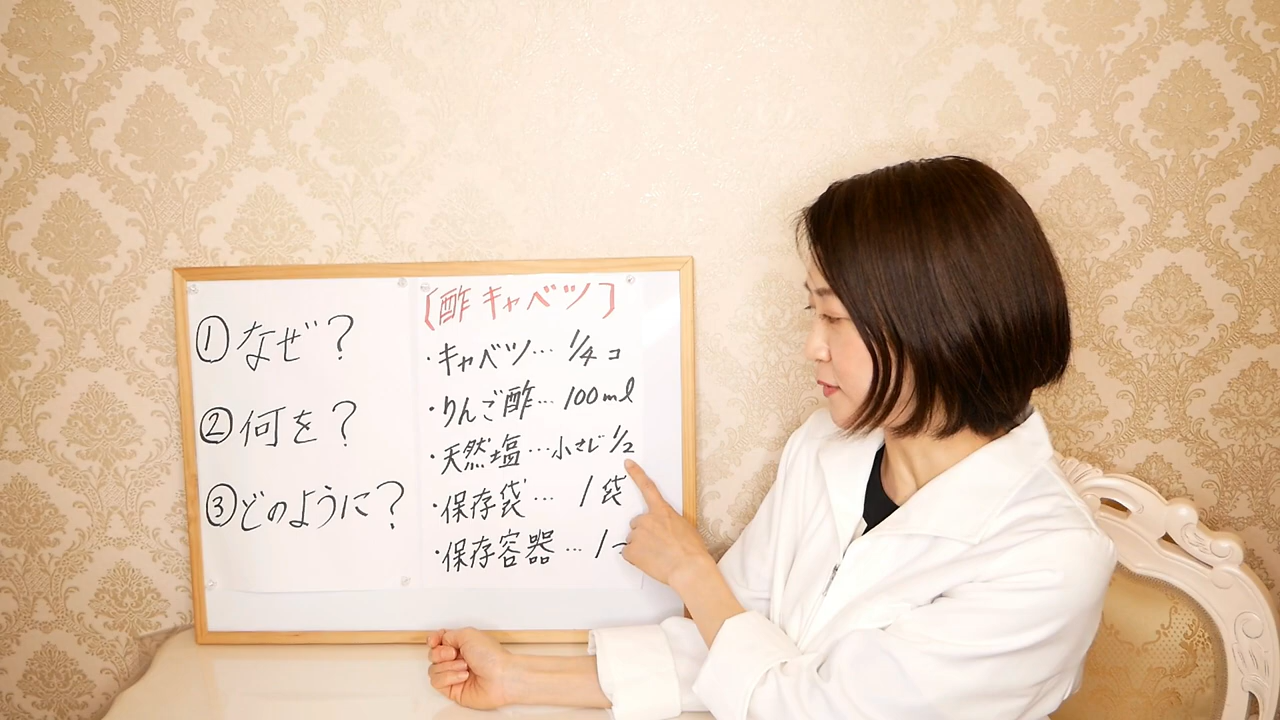 ①なぜ？
②何を？
③どのように？
〔酢キャベツ〕
・キャベツ… 1/4コ
・りんご酢… 100ml
・天然塩…小さじ1/2
・保存袋… 1袋
・保存容器… 1